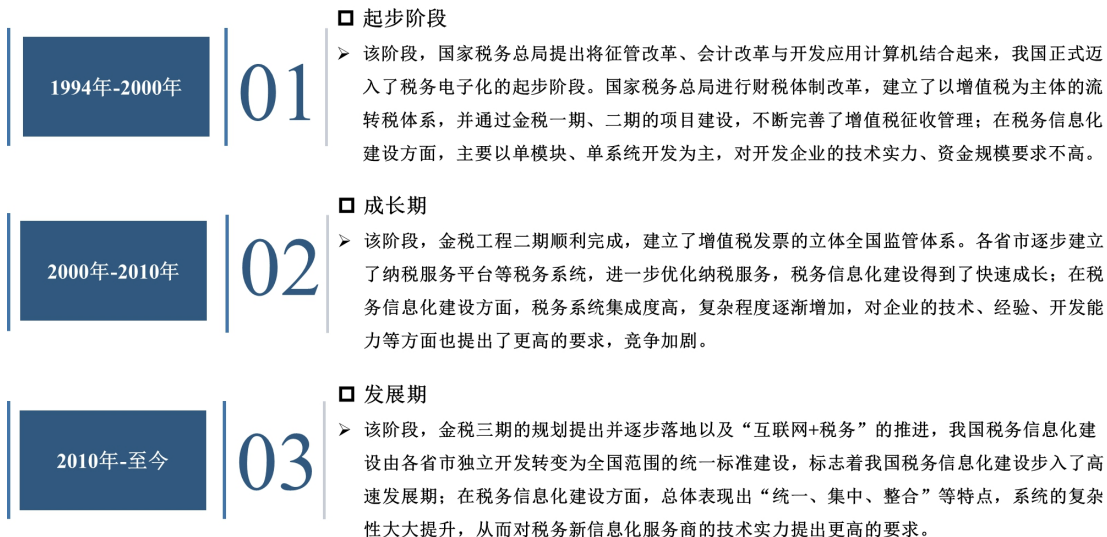 起步阶段
1994年-2000年
01
该阶段，国家税务总局提出将征管改革、会计改革与开发应用计算机结合起来，我国正式迈
入了税务电子化的起步阶段。国家税务总局进行财税体制改革，建立了以增值税为主体的流
转税体系，并通过金税一期、二期的项目建设，不断完善了增值税征收管理；在税务信息化
建设方面，主要以单模块、单系统开发为主，对开发企业的技术实力、资金规模要求不高。
成长期
2000年-2010年
02
该阶段，金税工程二期顺利完成，建立了增值税发票的立体全国监管体系。各省市逐步建立
了纳税服务平台等税务系统，进一步优化纳税服务，税务信息化建设得到了快速成长；在税
务信息化建设方面，税务系统集成度高，复杂程度逐渐增加，对企业的技术、经验、开发能
力等方面也提出了更高的要求，竞争加剧。
发展期
2010年-至今
03
该阶段，金税三期的规划提出并逐步落地以及“互联网+税务”的推进，我国税务信息化建
设由各省市独立开发转变为全国范围的统一标准建设，标志着我国税务信息化建设步入了高
速发展期；在税务信息化建设方面，总体表现出“统一、集中、整合”等特点，系统的复杂
性大大提升，从而对税务新信息化服务商的技术实力提出更高的要求。